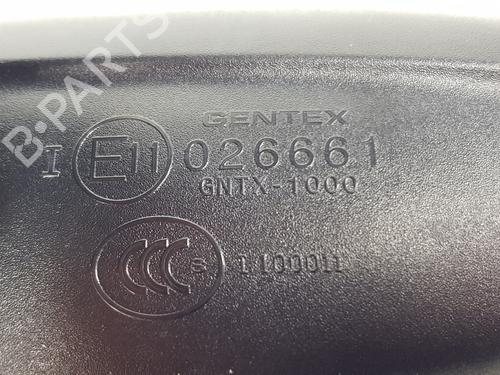 B-PARTS
GENTEX
I E11 026661
GNTX-1000
CCC S 1100011